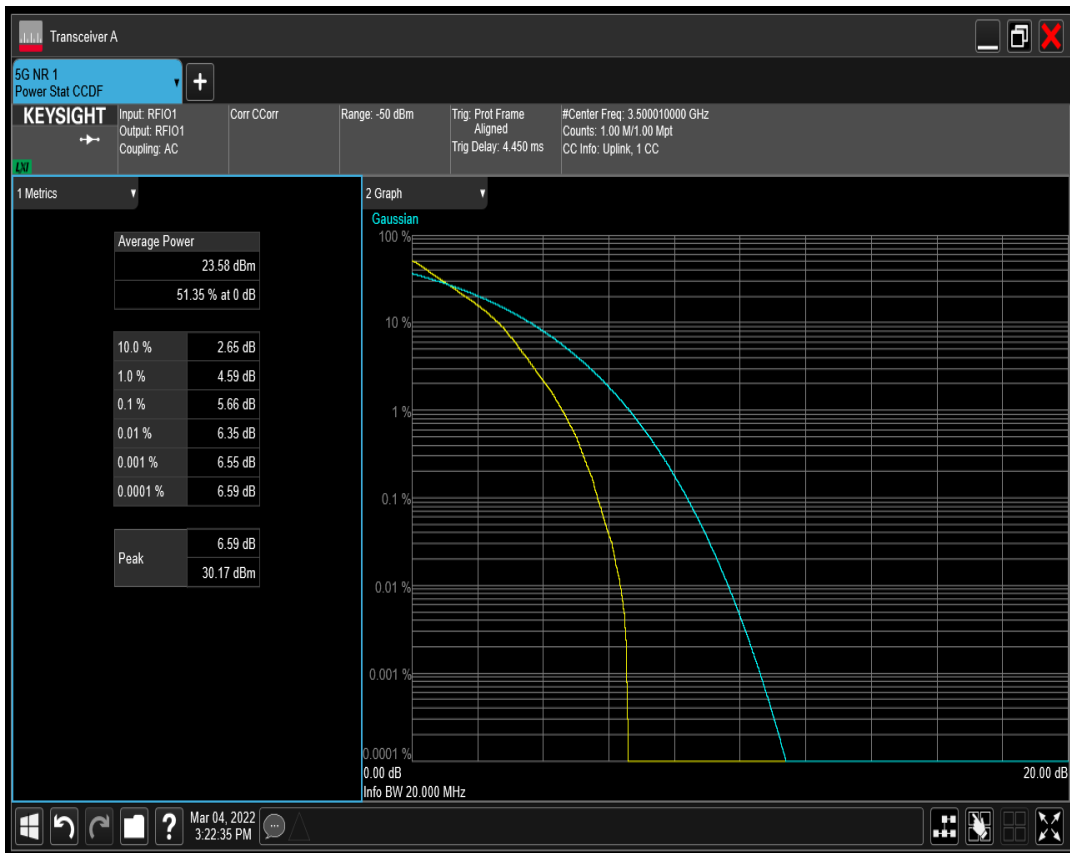 Transceiver A
5G NR 1
Power Stat CCDF
+
KEYSIGHT
LXI
Input: RFIO1
Output: RFIO1
Coupling: AC
Corr CCorr
Range: -50 dBm
Trig: Prot Frame
Aligned
Trig Delay: 4.450 ms
#Center Freq: 3.500010000 GHz
Counts: 1.00 M/1.00 Mpt
CC Info: Uplink, 1 CC
1 Metrics
Average Power
23.58 dBm
51.35 % at 0 dB
10.0 % 2.65 dB
1.0 % 4.59 dB
0.1 % 5.66 dB
0.01 % 6.35 dB
0.001 % 6.55 dB
0.0001 % 6.59 dB
Peak
6.59 dB
30.17 dBm
2 Graph
Gaussian
100 %
10 %
1 %
0.1 %
0.01 %
0.001 %
0.0001 %
0.00 dB 20.00 dB
Info BW 20.000 MHz
?
Mar 04, 2022
3:22:35 PM